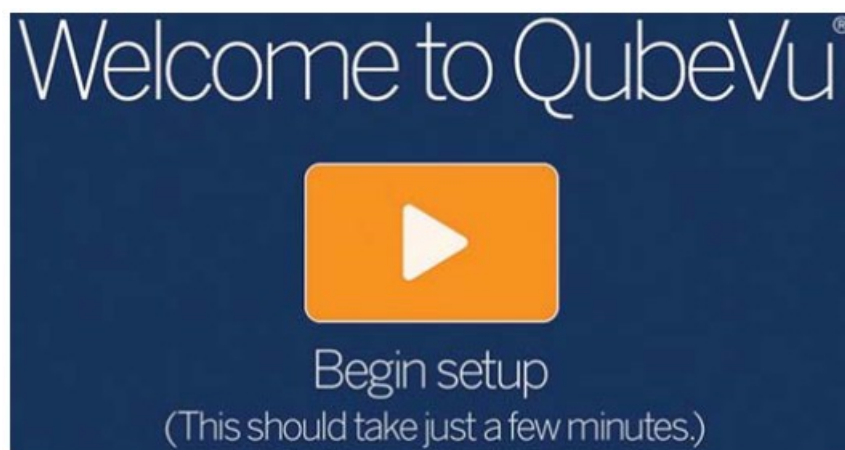 Welcome to QubeVu®
Begin setup
(This should take just a few minutes.)